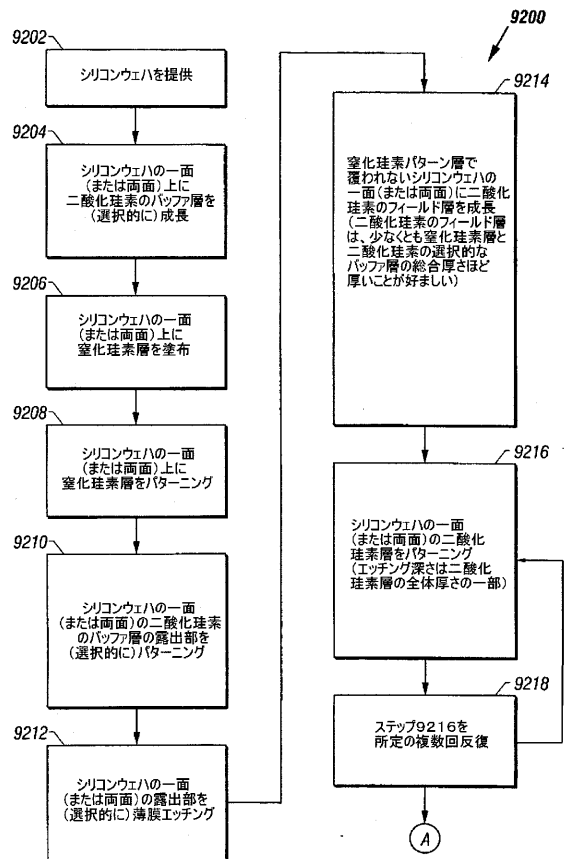 9200
9202
シリコンウェハを提供
9204
シリコンウェハの一面
(または両面)上に
二酸化珪素のバッファ層を
(選択的に)成長
9206
シリコンウェハの一面
(または両面)上に
窒化珪素層を塗布
9208
シリコンウェハの一面
(または両面)上に
窒化珪素層をパターニング
9210
シリコンウェハの一面
(または両面)の二酸化珪素
のバッファ層の露出部を
(選択的に)パターニング
9212
シリコンウェハの一面
(または両面)の露出部を
(選択的に)薄膜エッチング
9214
窒化珪素パターン層で
覆われないシリコンウェハの
一面(または両面)に二酸化
珪素のフィールド層を成長
(二酸化珪素のフィールド層
は、少なくとも窒化珪素層と
二酸化珪素の選択的な
バッファ層の総合厚さほど
厚いことが好ましい)
9216
シリコンウェハの一面
(または両面)の二酸化
珪素層をパターニング
(エッチング深さは二酸化
珪素層の全体厚さの一部)
9218
ステップ9216を
所定の複数回反復
A